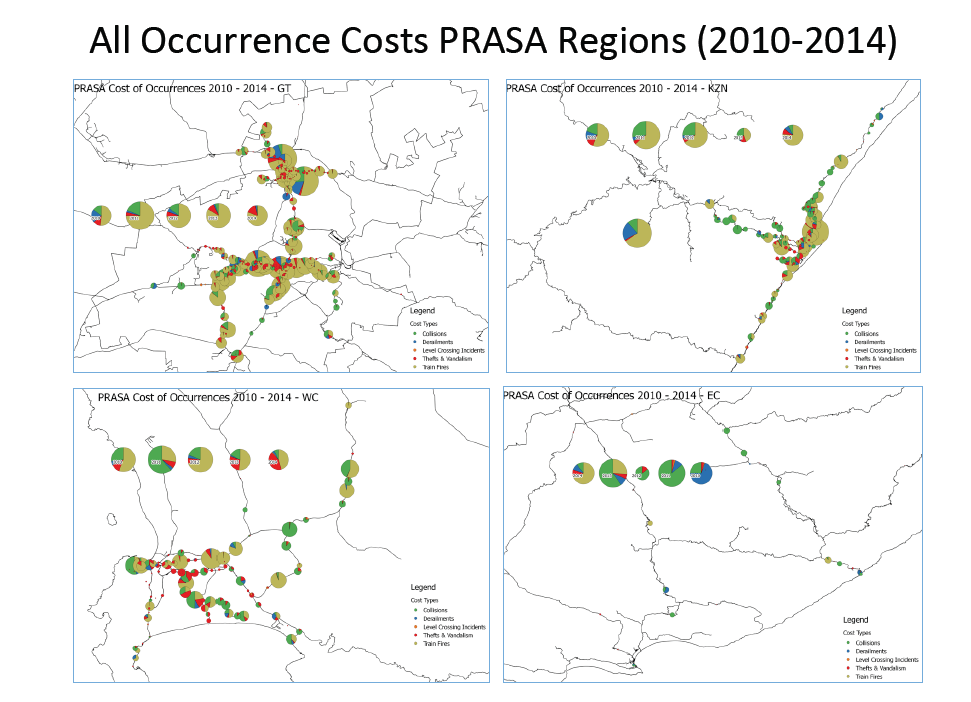 All Occurrence Costs PRASA Regions (2010-2014)
PRASA Cost of Occurrences 2010 - 2014 - GT
Legend
Cost Types
Collisions
Derailments
Level Crossing Incidents
Thefts & Vandalism
Train Fires
PRASA Cost of Occurrences 2010 - 2014 - KZN
Legend
Cost Types
Collisions
Derailments
Level Crossing Incidents
Thefts & Vandalism
Train Fires
PRASA Cost of Occurrences 2010 - 2014 - WC
Legend
Cost Types
Collisions
Derailments
Level Crossing Incidents
Thefts & Vandalism
Train Fires
PRASA Cost of Occurrences 2010 - 2014 - EC
Legend
Cost Types
Collisions
Derailments
Level Crossing Incidents
Thefts & Vandalism
Train Fires